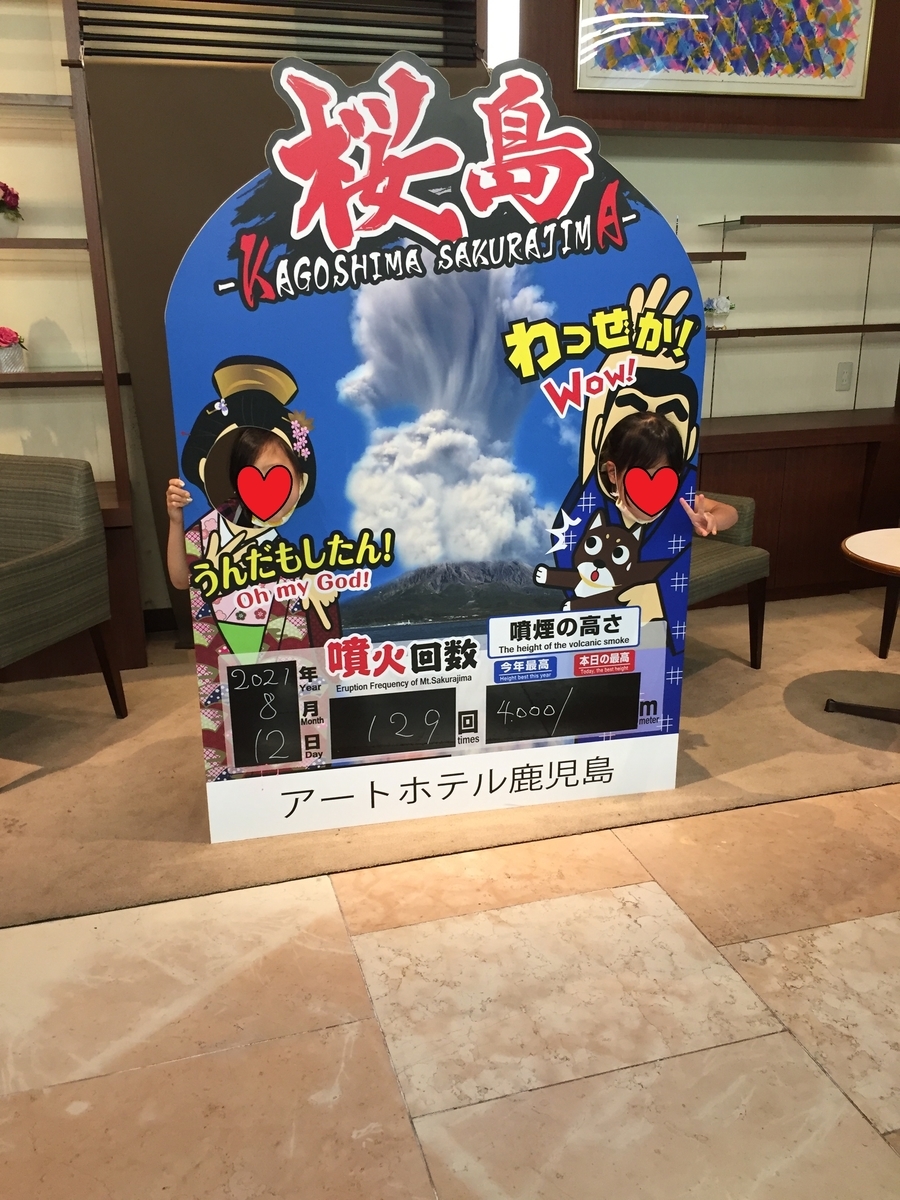 桜島
-KAGOSHIMA SAKURAJIMA-
わっぜか!
Wow!
うんだもしたん!
Oh my God!
噴火回数
Eruption Frequency of Mt.Sakurajima
噴煙の高さ
The height of the volcanic smoke
今年最高
Height best this year
本日の最高
Today, the best height
2021 年 Year
8 月 Month
12 日 Day
129 回 times
4.000/ m meter
アートホテル鹿児島